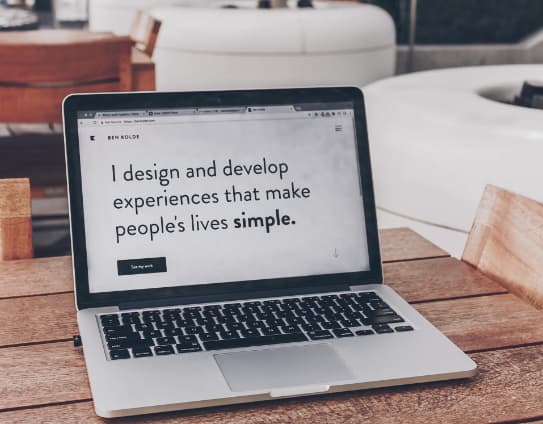 BEN KOLDE
I design and develop
experiences that make
people's lives simple.
See my work